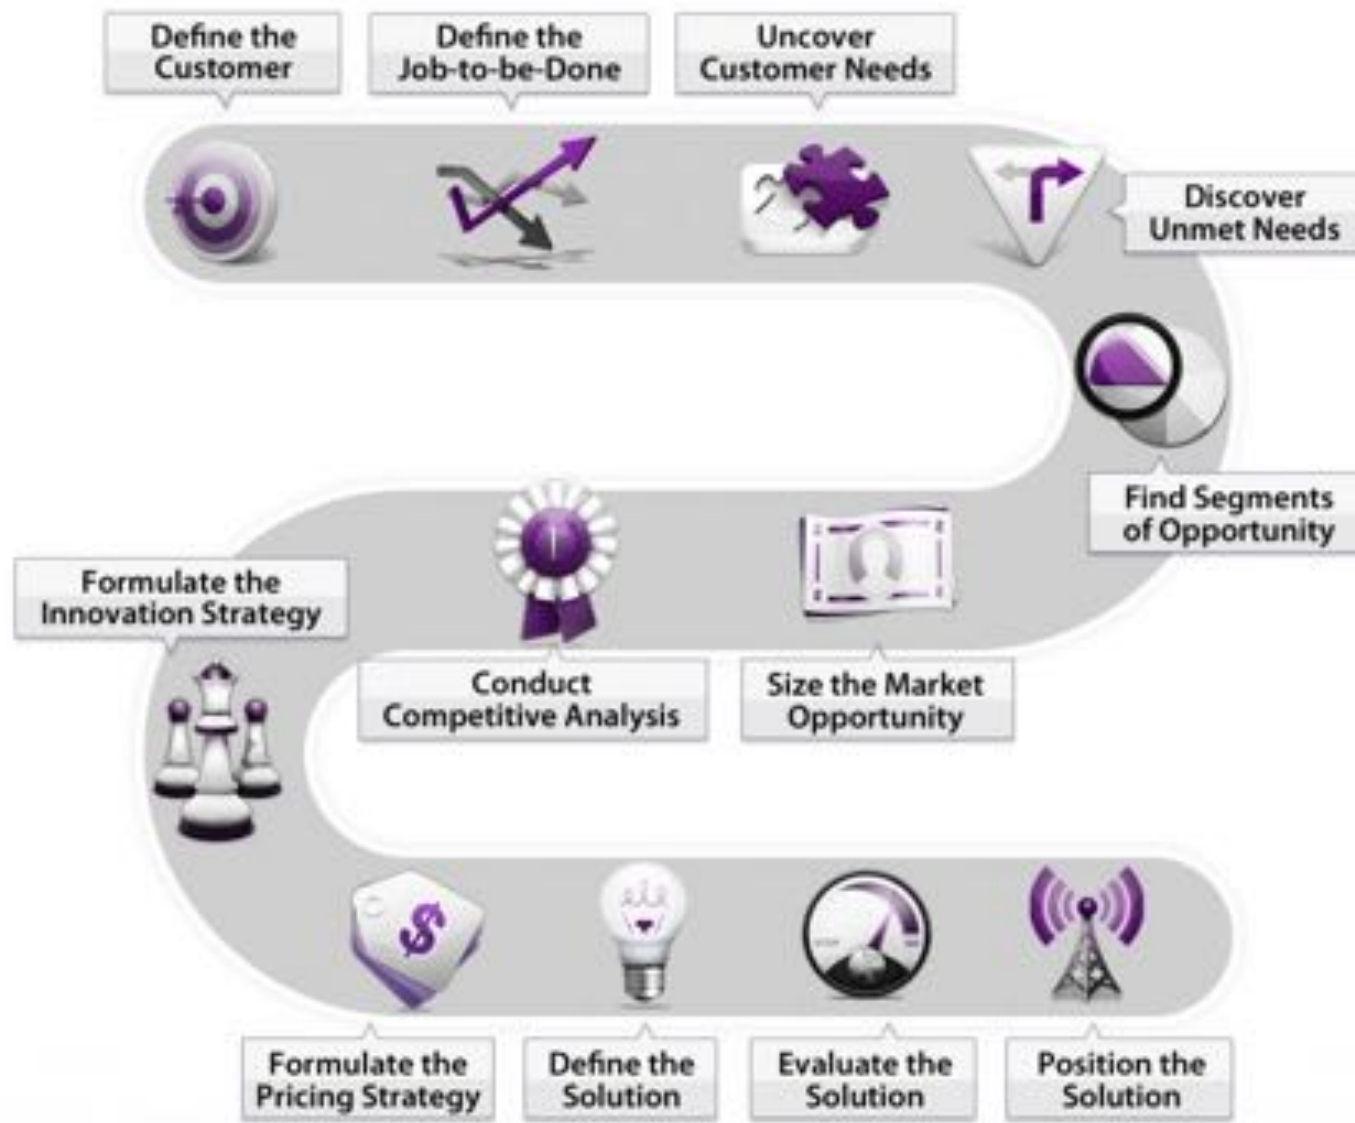 Define the
Customer
Define the
Job-to-be-Done
Uncover
Customer Needs
Discover
Unmet Needs
Find Segments
of Opportunity
Size the Market
Opportunity
Conduct
Competitive Analysis
Formulate the
Innovation Strategy
$
Formulate the
Pricing Strategy
Define the
Solution
Evaluate the
Solution
Position the
Solution